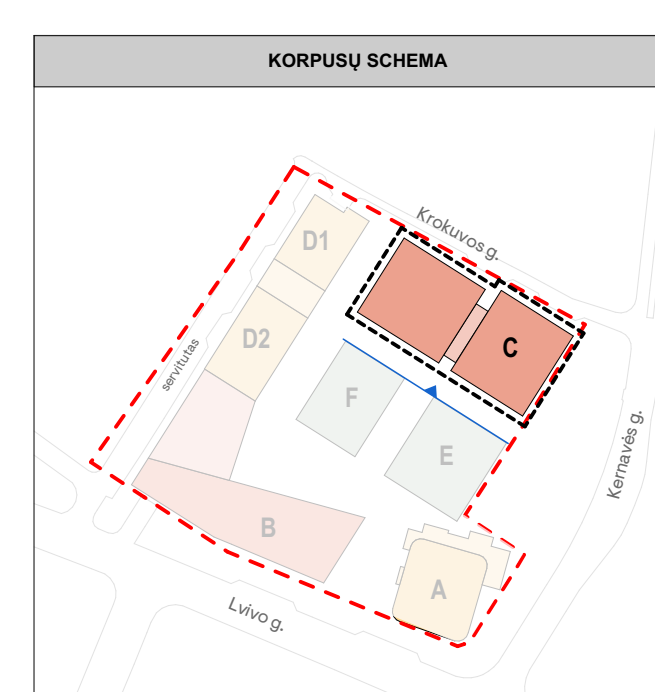 KORPUSŲ SCHEMA
Krokuvos g.
D1
C
D2
servitutas
F
E
Kernavės g.
B
A
Lvivo g.